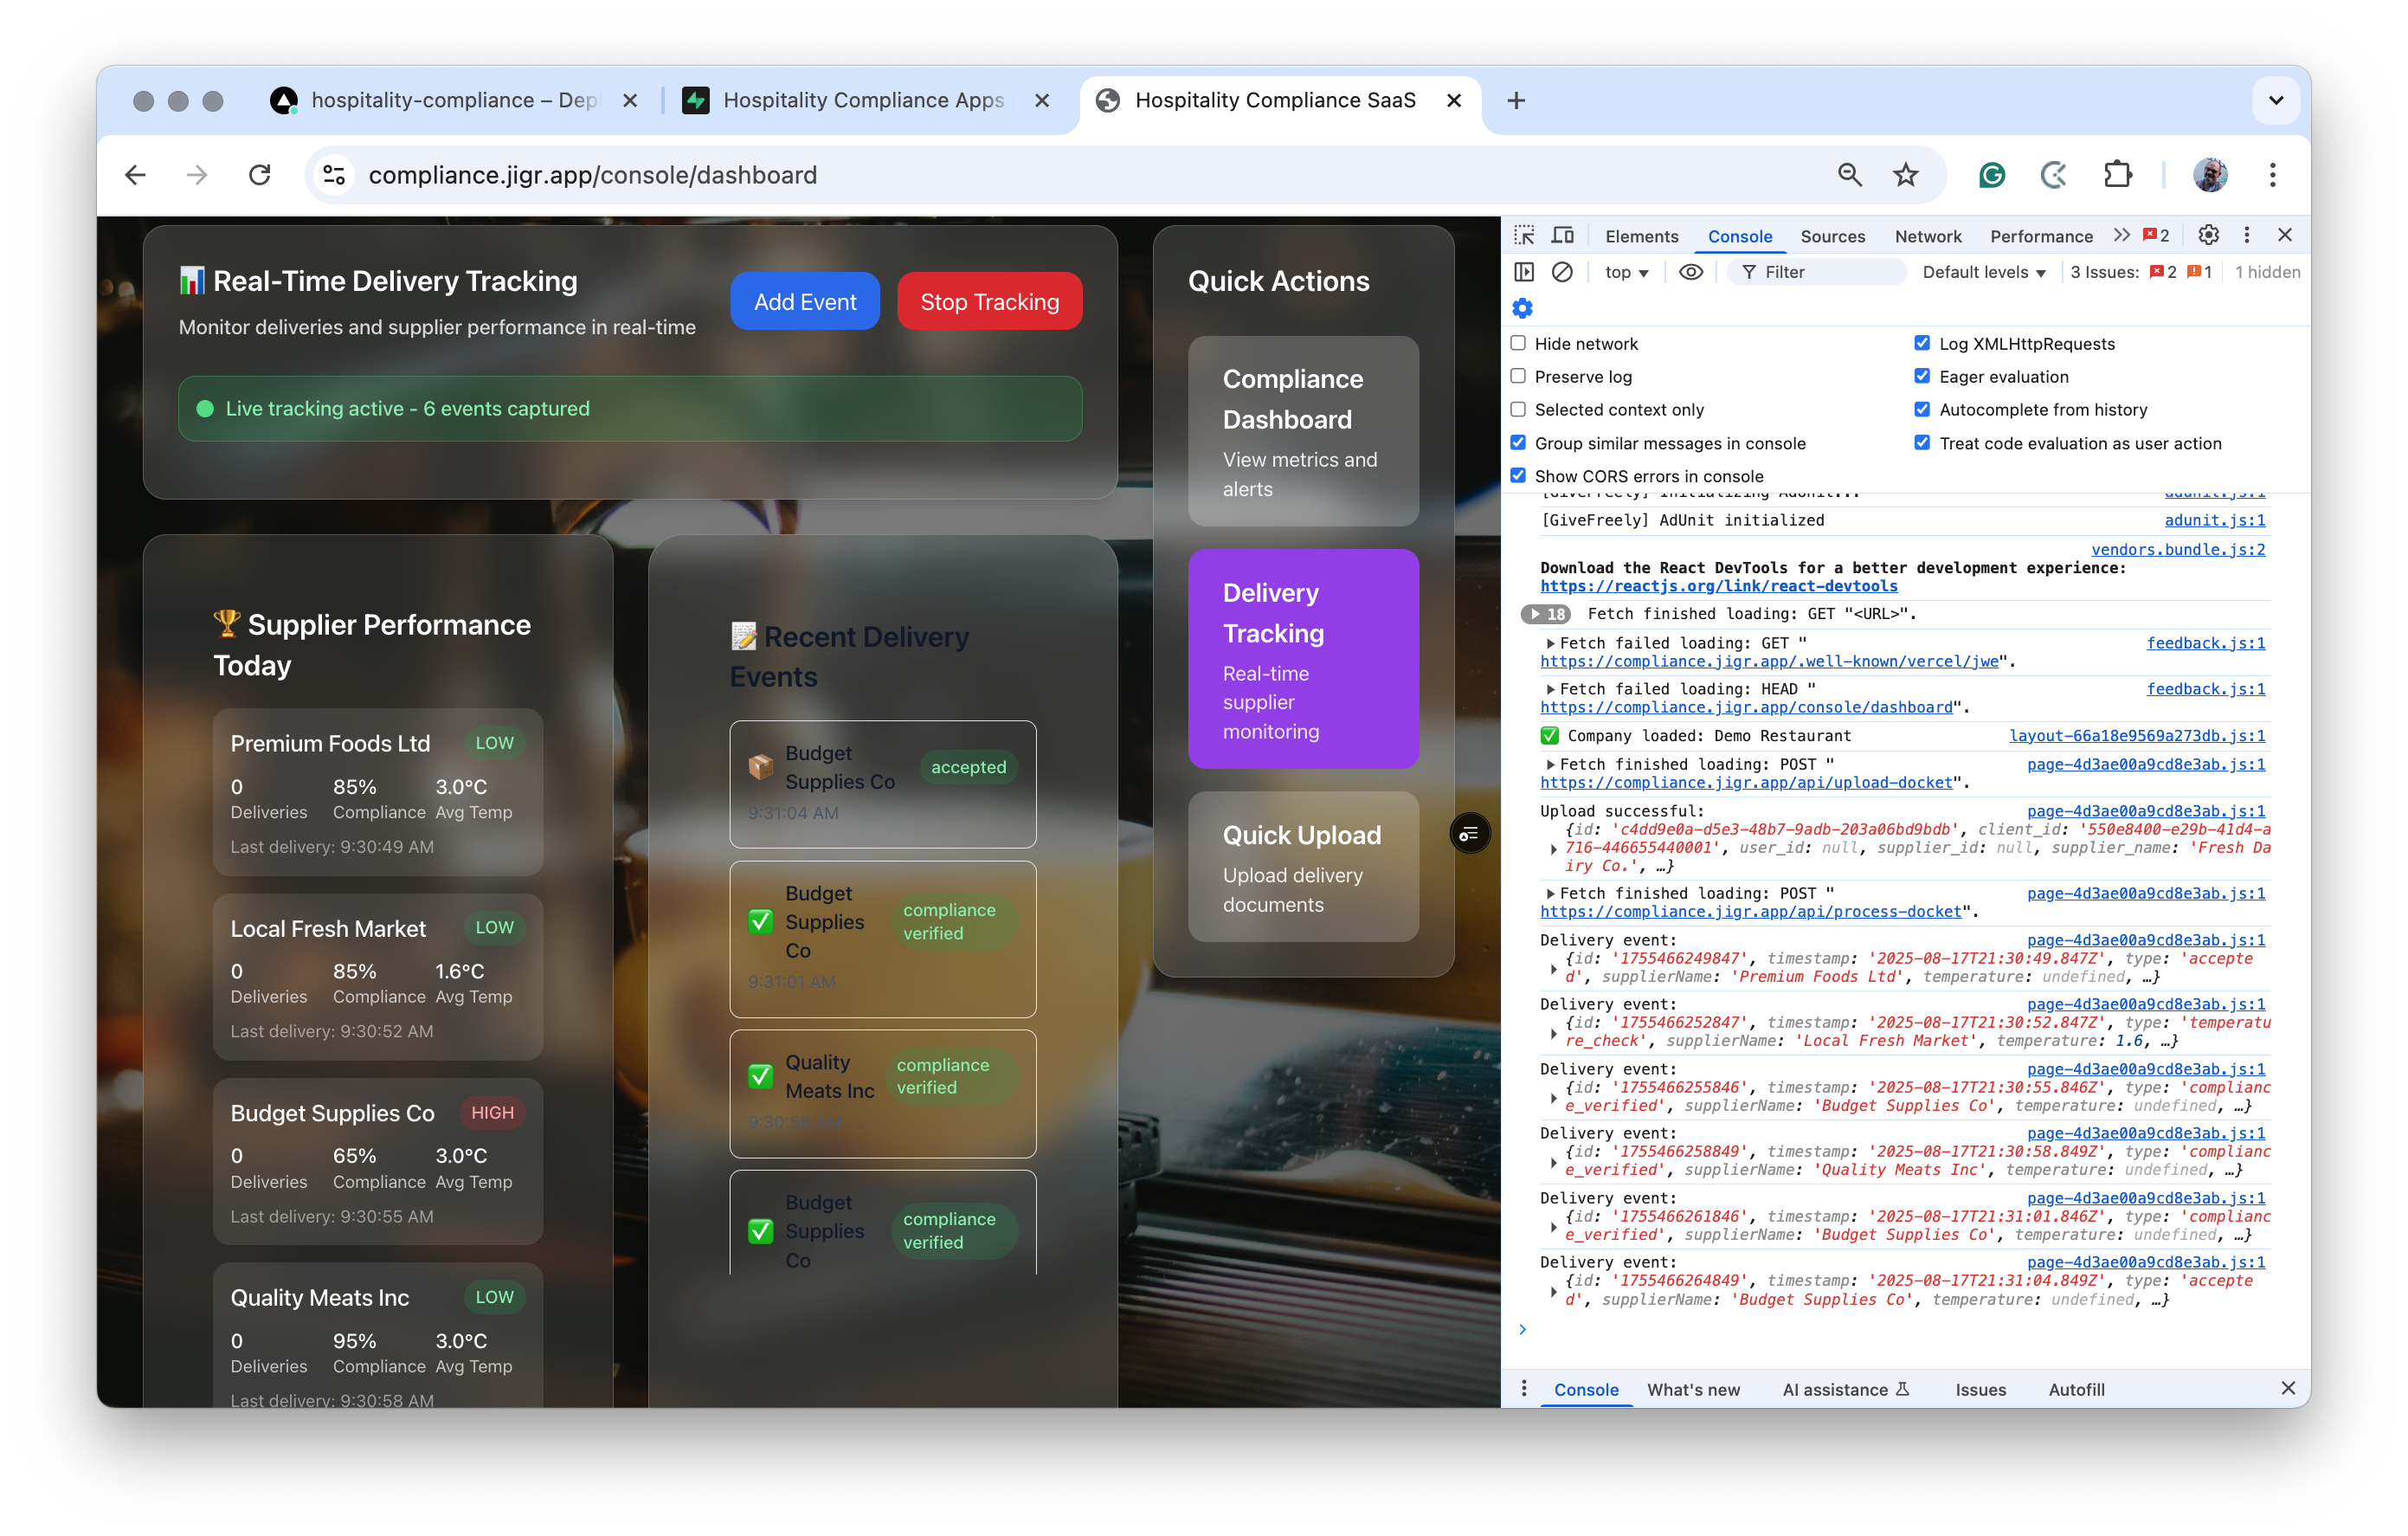 hospitality-compliance – Dep
Hospitality Compliance Apps
Hospitality Compliance SaaS
compliance.jigr.app/console/dashboard
📊 Real-Time Delivery Tracking
Monitor deliveries and supplier performance in real-time
Add Event
Stop Tracking
Live tracking active - 6 events captured
🏆 Supplier Performance
Today
Premium Foods Ltd
LOW
0
85%
3.0°C
Deliveries
Compliance
Avg Temp
Last delivery: 9:30:49 AM
Local Fresh Market
LOW
0
85%
1.6°C
Deliveries
Compliance
Avg Temp
Last delivery: 9:30:52 AM
Budget Supplies Co
HIGH
0
65%
3.0°C
Deliveries
Compliance
Avg Temp
Last delivery: 9:30:55 AM
Quality Meats Inc
LOW
0
95%
3.0°C
Deliveries
Compliance
Avg Temp
Last delivery: 9:30:58 AM
📝 Recent Delivery
Events
📦 Budget
Supplies Co
accepted
9:31:04 AM
✅ Budget
Supplies
Co
compliance
verified
9:31:01 AM
✅ Quality
Meats Inc
compliance
verified
9:30:58 AM
✅ Budget
Supplies
Co
compliance
verified
Quick Actions
Compliance
Dashboard
View metrics and
alerts
Delivery
Tracking
Real-time
supplier
monitoring
Quick Upload
Upload delivery
documents
Elements
Console
Sources
Network
Performance
2
top
Filter
Default levels
3 Issues: 2 1
1 hidden
Hide network
Log XMLHttpRequests
Preserve log
Eager evaluation
Selected context only
Autocomplete from history
Group similar messages in console
Treat code evaluation as user action
Show CORS errors in console
[GiveFreely] Initializing AdUnit... adunit.js:1
[GiveFreely] AdUnit initialized adunit.js:1
vendors.bundle.js:2
Download the React DevTools for a better development experience:
https://reactjs.org/link/react-devtools
18 Fetch finished loading: GET "<URL>".
Fetch failed loading: GET " feedback.js:1
https://compliance.jigr.app/.well-known/vercel/jwe".
Fetch failed loading: HEAD " feedback.js:1
https://compliance.jigr.app/console/dashboard".
✅ Company loaded: Demo Restaurant layout-66a18e9569a273db.js:1
Fetch finished loading: POST " page-4d3ae00a9cd8e3ab.js:1
https://compliance.jigr.app/api/upload-docket".
Upload successful: page-4d3ae00a9cd8e3ab.js:1
{id: 'c4dd9e0a-d5e3-48b7-9adb-203a06bd9bdb', client_id: '550e8400-e29b-41d4-a
716-446655440001', user_id: null, supplier_id: null, supplier_name: 'Fresh Da
iry Co.', …}
Fetch finished loading: POST " page-4d3ae00a9cd8e3ab.js:1
https://compliance.jigr.app/api/process-docket".
Delivery event: page-4d3ae00a9cd8e3ab.js:1
{id: '1755466249847', timestamp: '2025-08-17T21:30:49.847Z', type: 'accepte
d', supplierName: 'Premium Foods Ltd', temperature: undefined, …}
Delivery event: page-4d3ae00a9cd8e3ab.js:1
{id: '1755466252847', timestamp: '2025-08-17T21:30:52.847Z', type: 'temperatu
re_check', supplierName: 'Local Fresh Market', temperature: 1.6, …}
Delivery event: page-4d3ae00a9cd8e3ab.js:1
{id: '1755466255846', timestamp: '2025-08-17T21:30:55.846Z', type: 'complianc
e_verified', supplierName: 'Budget Supplies Co', temperature: undefined, …}
Delivery event: page-4d3ae00a9cd8e3ab.js:1
{id: '1755466258849', timestamp: '2025-08-17T21:30:58.849Z', type: 'complianc
e_verified', supplierName: 'Quality Meats Inc', temperature: undefined, …}
Delivery event: page-4d3ae00a9cd8e3ab.js:1
{id: '1755466261846', timestamp: '2025-08-17T21:31:01.846Z', type: 'complianc
e_verified', supplierName: 'Budget Supplies Co', temperature: undefined, …}
Delivery event: page-4d3ae00a9cd8e3ab.js:1
{id: '1755466264849', timestamp: '2025-08-17T21:31:04.849Z', type: 'accepte
d', supplierName: 'Budget Supplies Co', temperature: undefined, …}
Console
What's new
AI assistance
Issues
Autofill